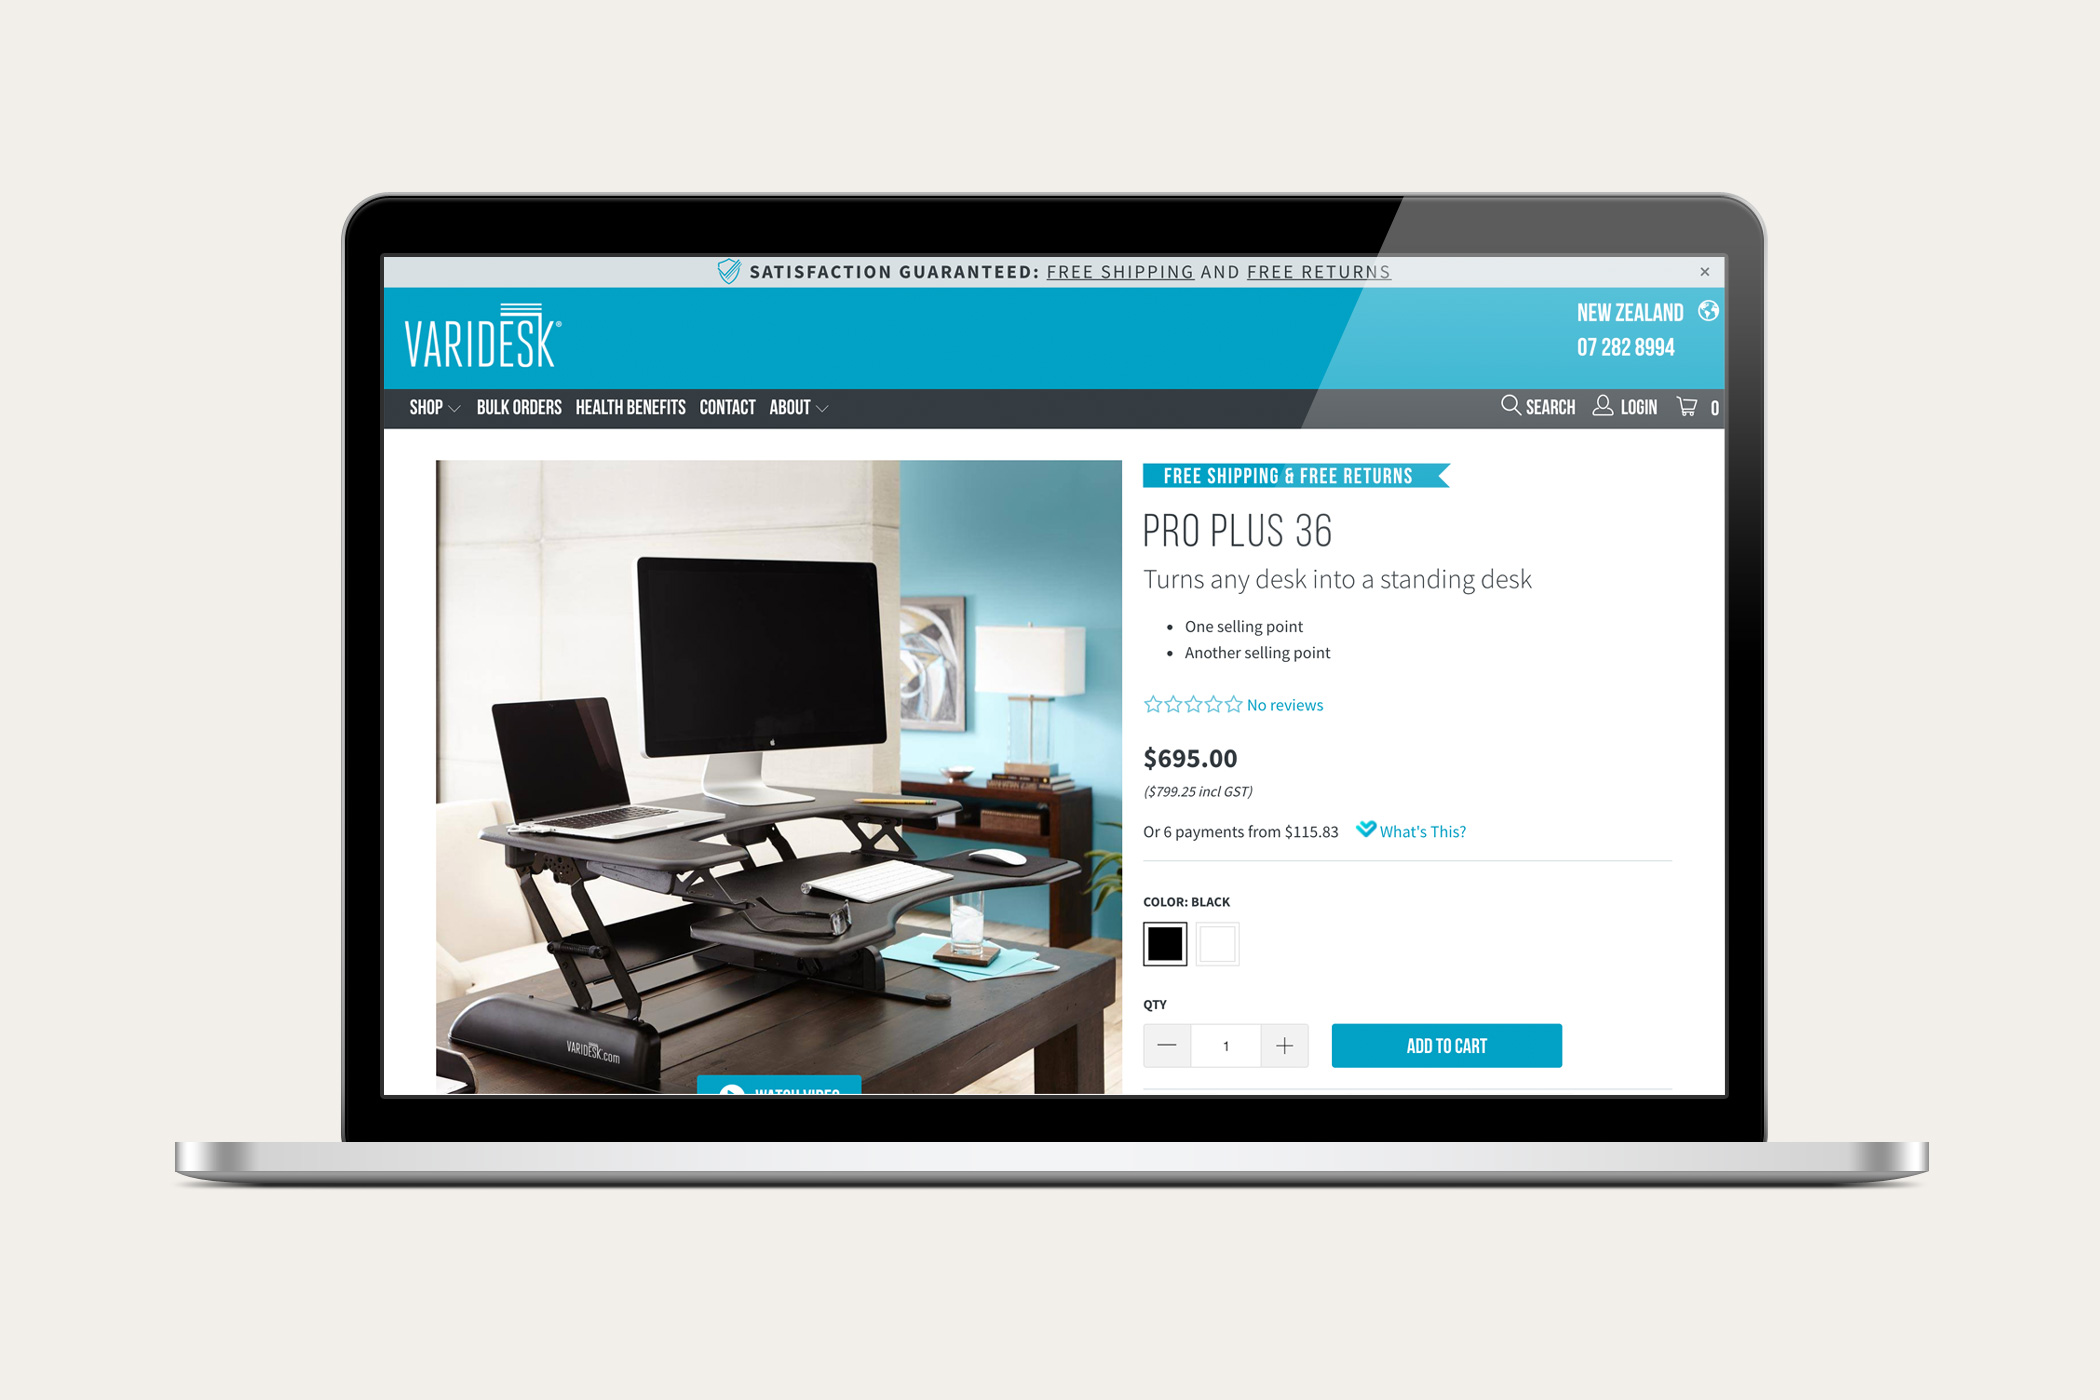 SATISFACTION GUARANTEED: FREE SHIPPING AND FREE RETURNS ×
VARIDESK®
NEW ZEALAND
07 282 8994
SHOP BULK ORDERS HEALTH BENEFITS CONTACT ABOUT SEARCH LOGIN 0
FREE SHIPPING & FREE RETURNS
PRO PLUS 36
Turns any desk into a standing desk
• One selling point
• Another selling point
No reviews
$695.00
($799.25 incl GST)
Or 6 payments from $115.83 What's This?
COLOR: BLACK
QTY
1
ADD TO CART
VARIDESK.com
WATCH VIDEO